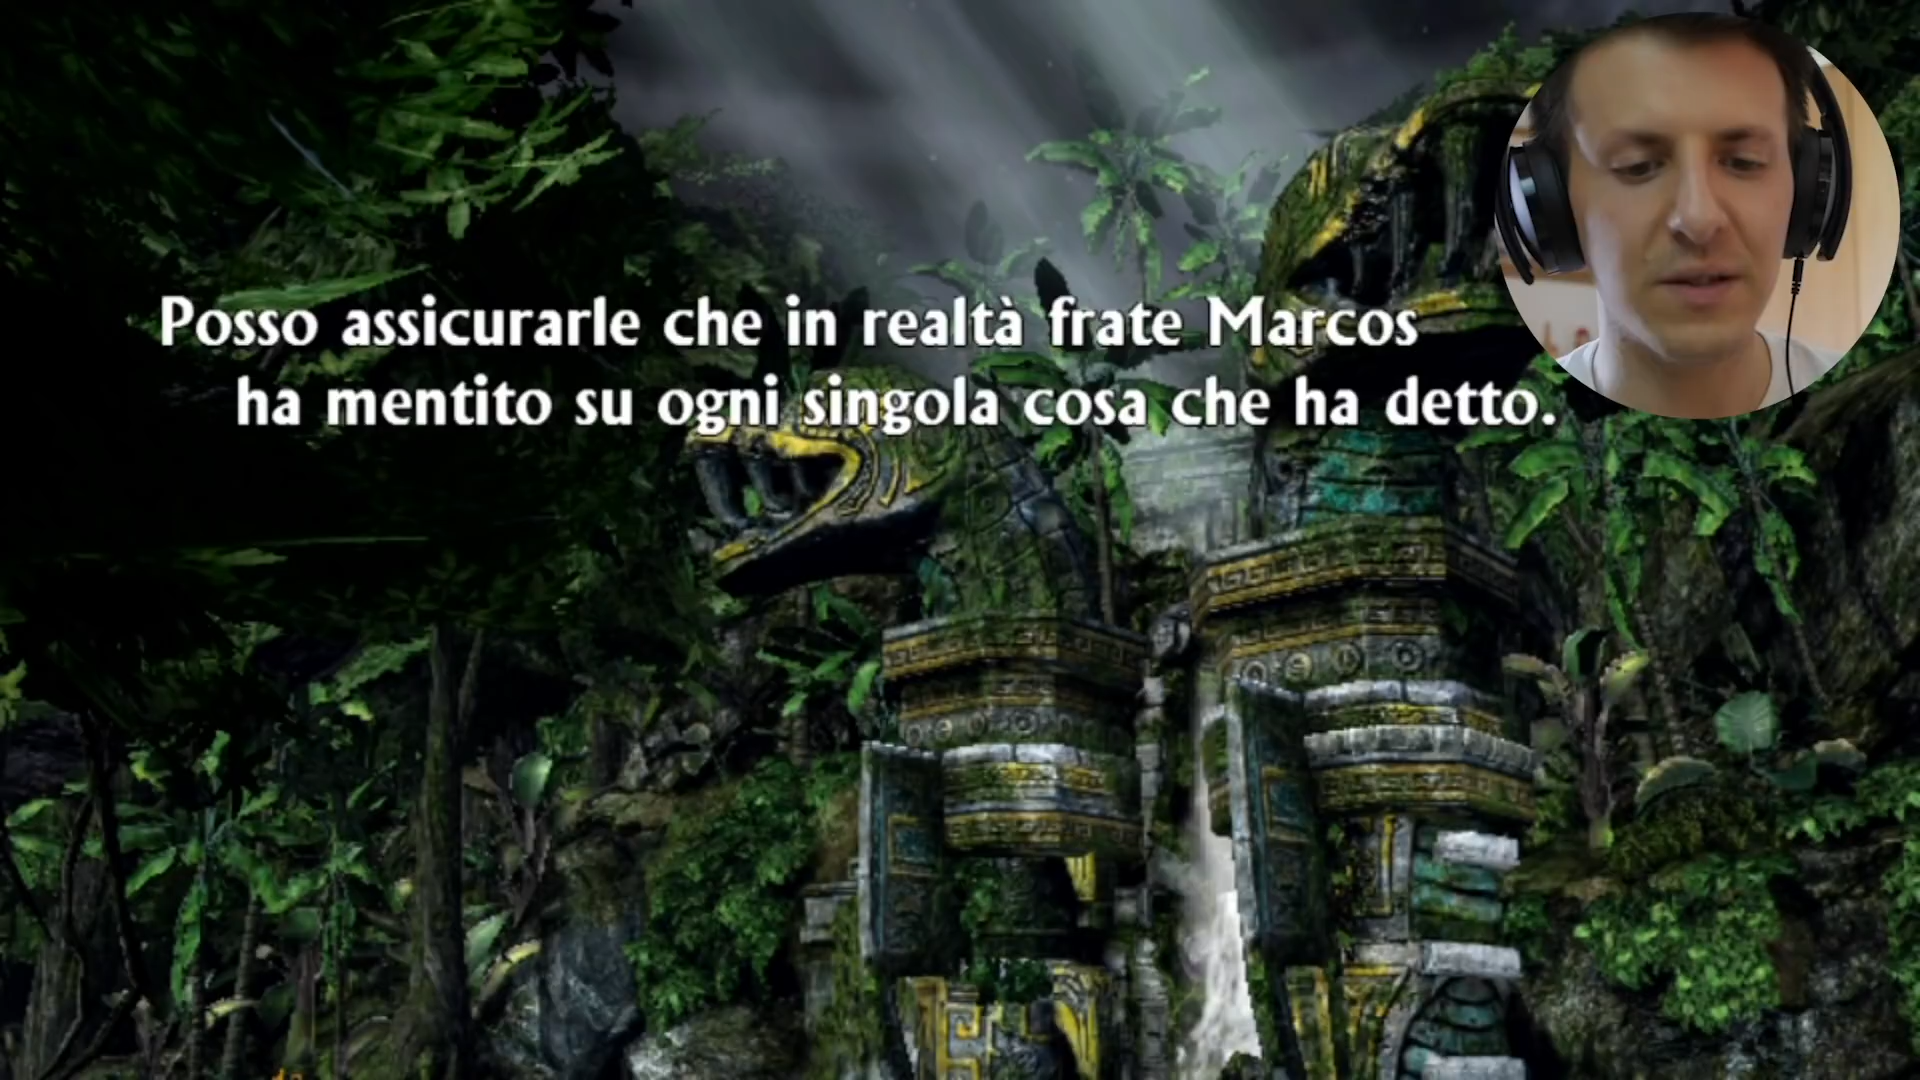 Posso assicurarle che in realtà frate Marcos
ha mentito su ogni singola cosa che ha detto.